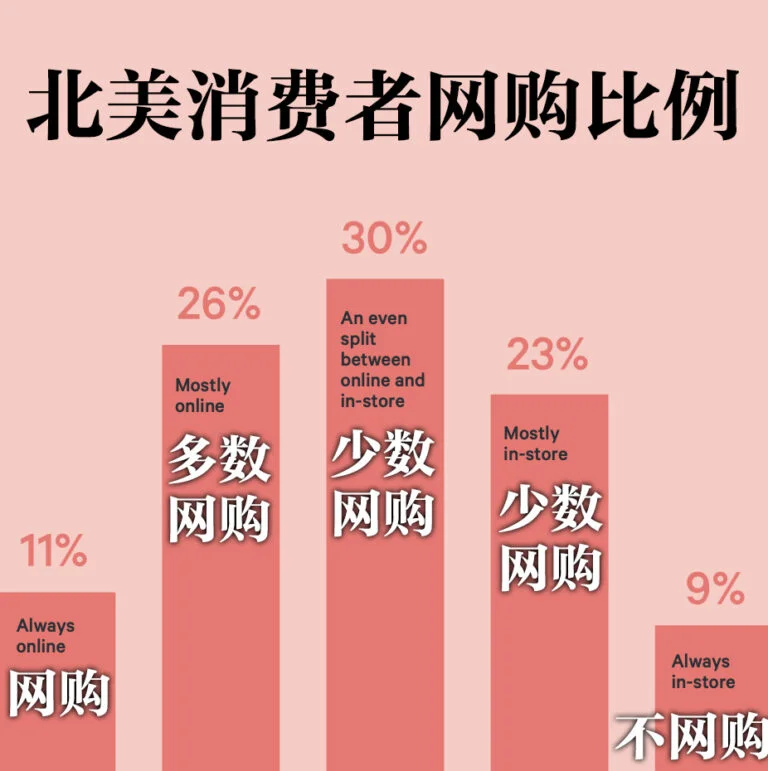 北美消费者网购比例
11%
Always
online
网购
26%
Mostly
online
多数
网购
30%
An even
split
between
online and
in-store
少数
网购
23%
Mostly
in-store
少数
网购
9%
Always
in-store
不网购